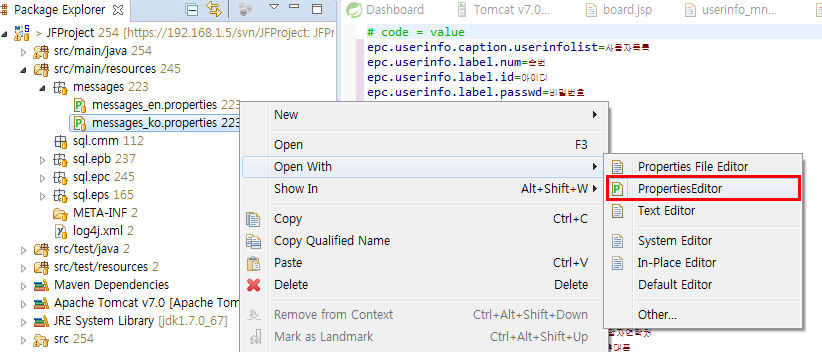 Package Explorer
Dashboard
Tomcat v7.0...
board.jsp
userinfo_mn...
> JFProject 254 [https://192.168.1.5/svn/JFProject: JFPro
src/main/java 254
src/main/resources 245
messages 223
messages_en.properties 223
messages_ko.properties 223
sql.cmm 112
sql.epb 237
sql.epc 245
sql.eps 165
META-INF 2
log4j.xml 2
src/test/java 2
src/test/resources 2
Maven Dependencies
Apache Tomcat v7.0 [Apache Tom
JRE System Library [jdk1.7.0_67]
src 254
# code = value
epc.userinfo.caption.userinfolist=사용자목록
epc.userinfo.label.num=순번
epc.userinfo.label.id=아이디
epc.userinfo.label.passwd=비밀번호
New
Open F3
Open With
Show In Alt+Shift+W
Copy Ctrl+C
Copy Qualified Name
Paste Ctrl+V
Delete Delete
Remove from Context Ctrl+Alt+Shift+Down
Mark as Landmark Ctrl+Alt+Shift+Up
Properties File Editor
PropertiesEditor
Text Editor
System Editor
In-Place Editor
Default Editor
Other...